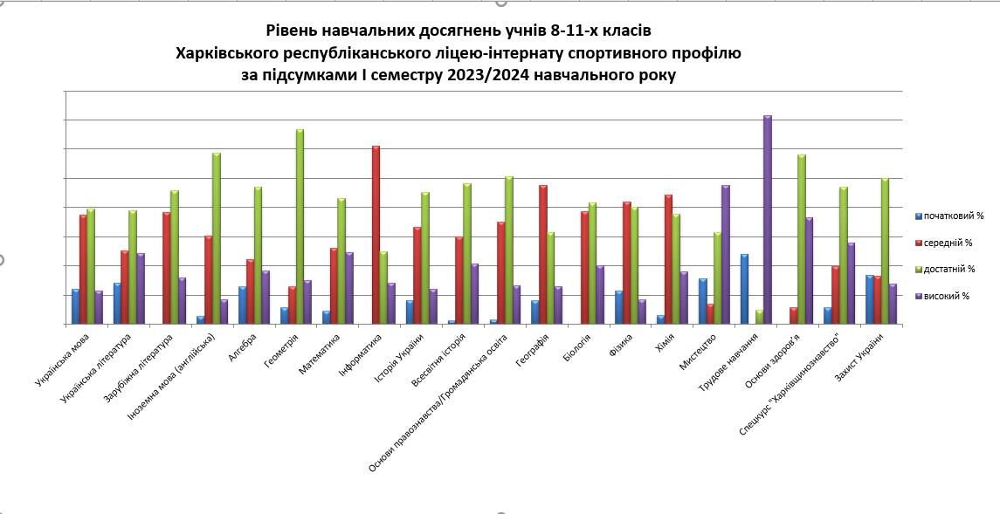 Рівень навчальних досягнень учнів 8-11-х класів
Харківського республіканського ліцею-інтернату спортивного профілю
за підсумками І семестру 2023/2024 навчального року
початковий %
середній %
достатній %
високий %
Українська мова
Українська література
Зарубіжна література
Іноземна мова (англійська)
Алгебра
Геометрія
Математика
Інформатика
Історія України
Всесвітня історія
Основи правознавства/Громадянська освіта
Географія
Біологія
Фізика
Хімія
Мистецтво
Трудове навчання
Основи здоров'я
Спецкурс "Харківщинознавство"
Захист України